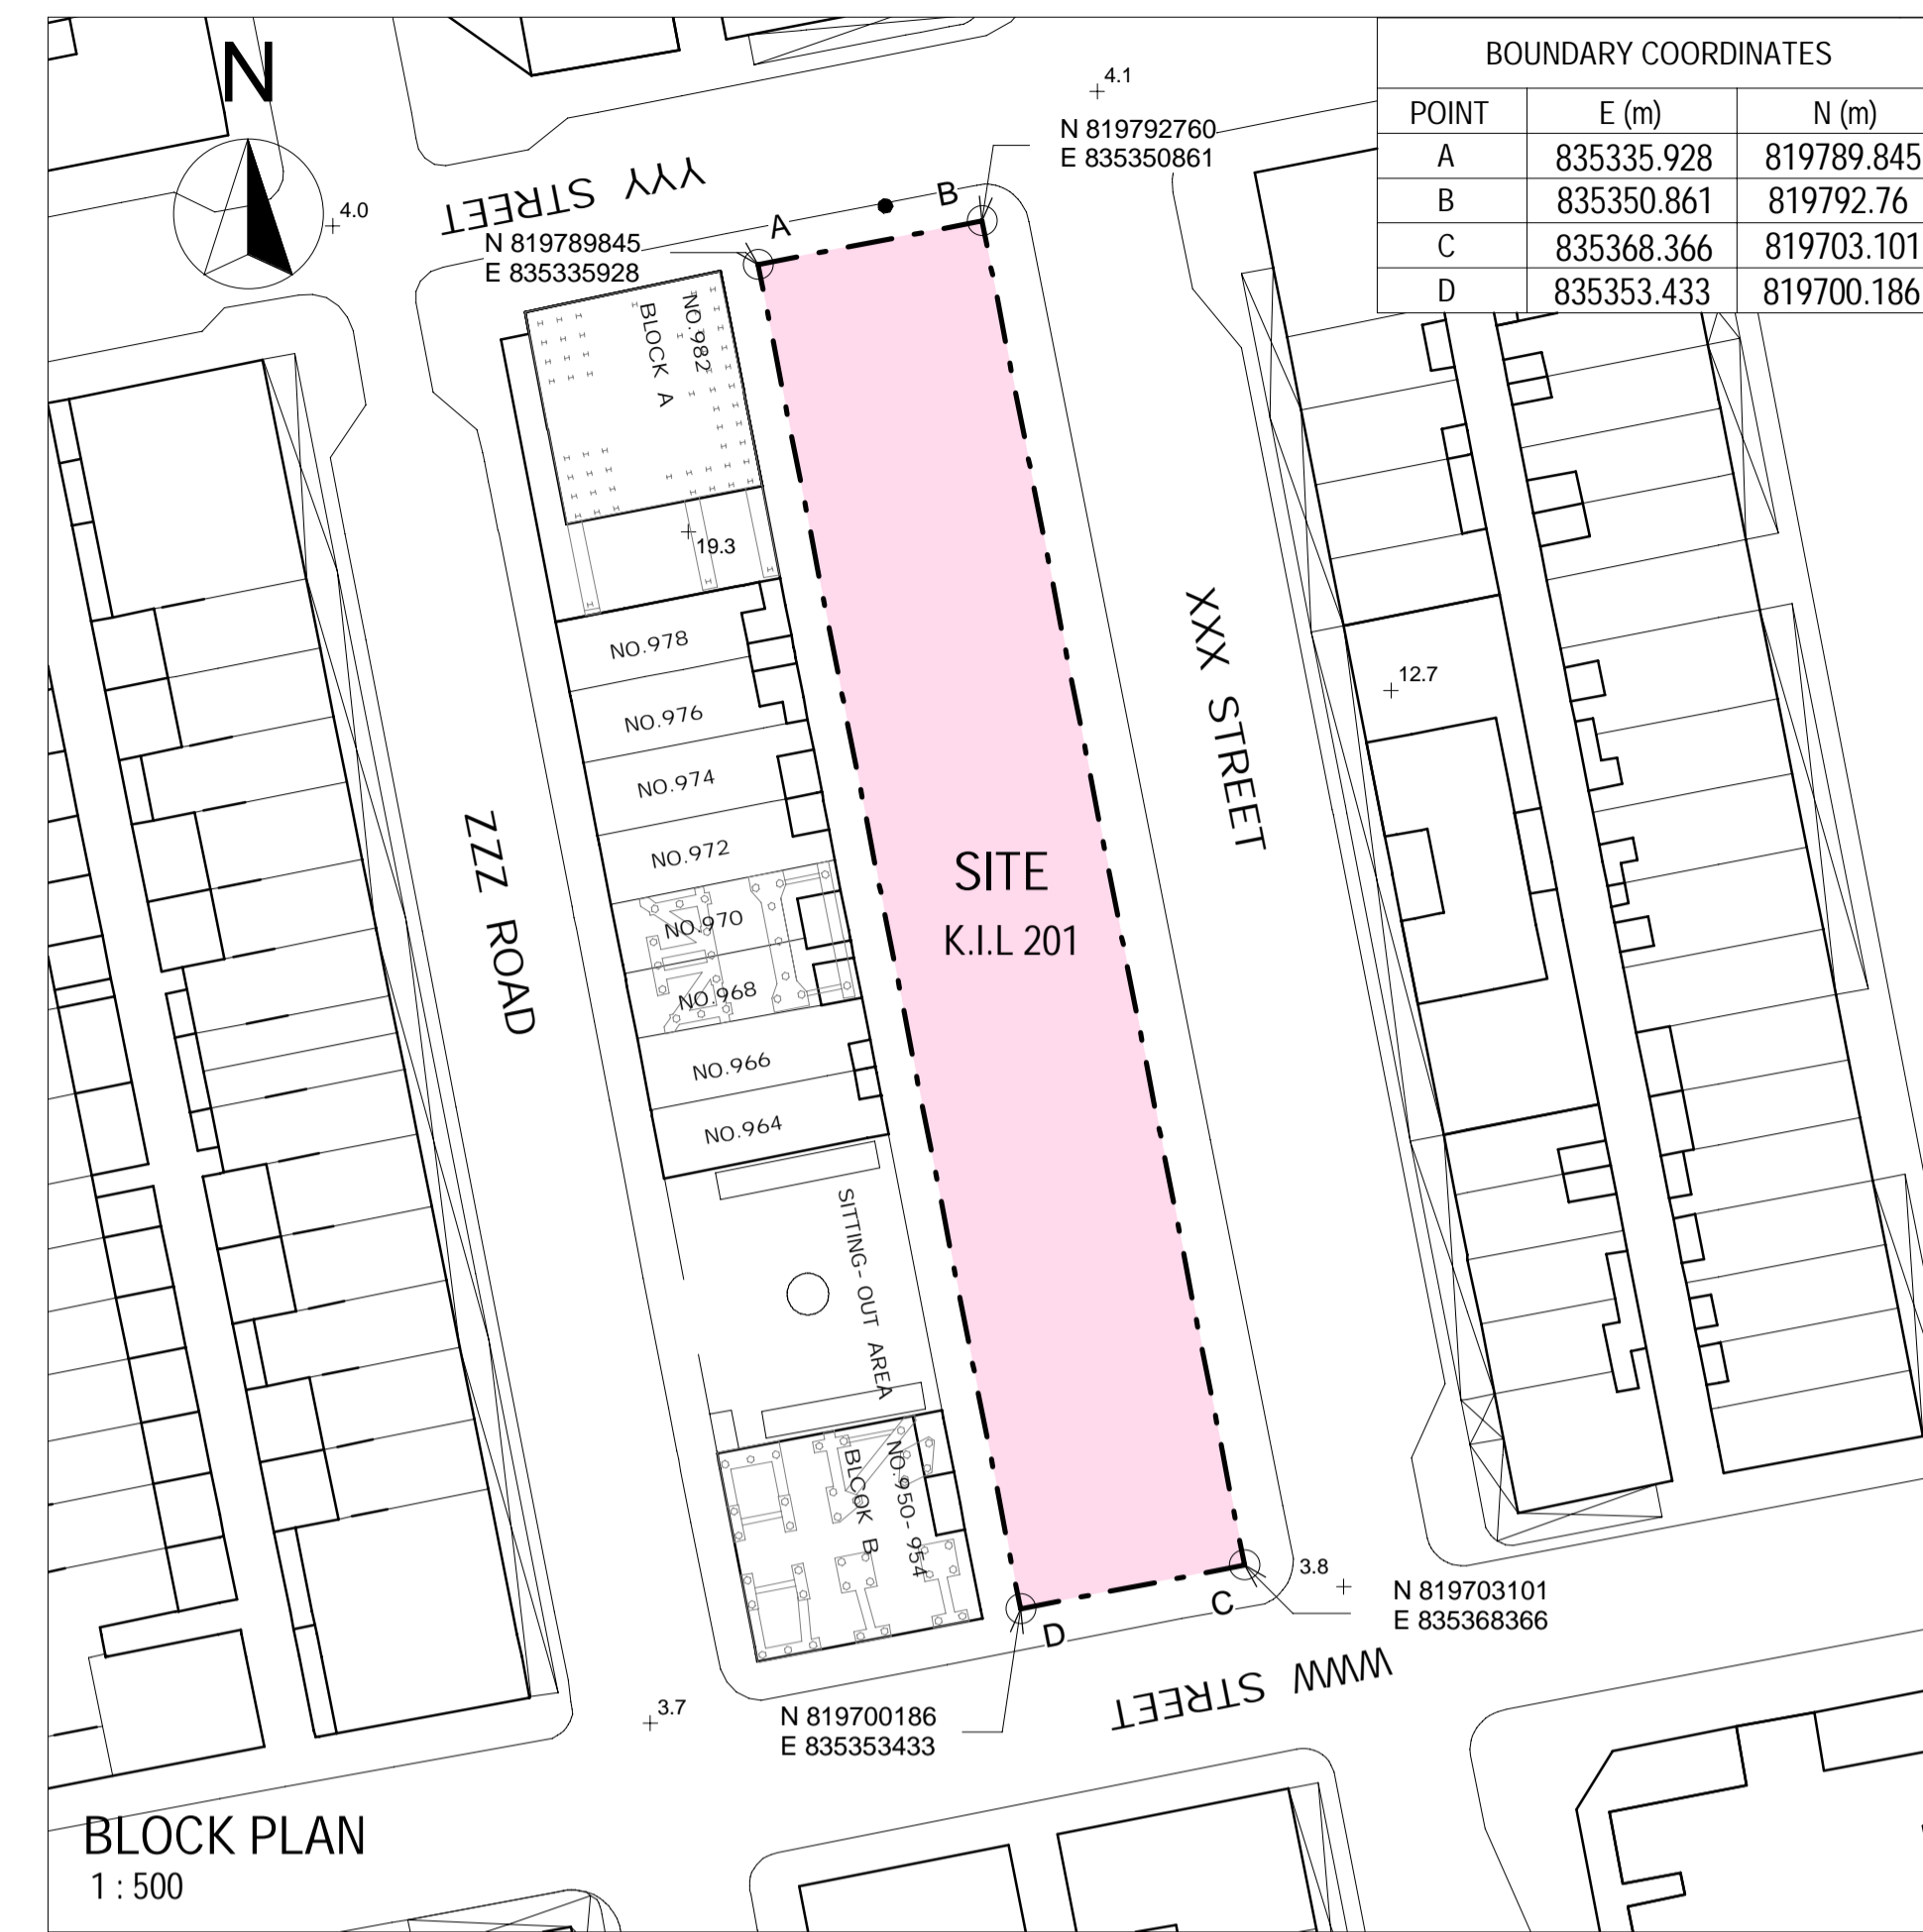 N
4.1
BOUNDARY COORDINATES
POINT E (m) N (m)
A 835335.928 819789.845
B 835350.861 819792.76
C 835368.366 819703.101
D 835353.433 819700.186
N 819792760
E 835350861
YYY STREET
4.0
A
B
N 819789845
E 835335928
NO.982
BLOCK A
19.3
NO.978
NO.976
NO.974
NO.972
NO.970
NO.968
NO.966
NO.964
XXX STREET
12.7
ZZZ ROAD
SITE
K.I.L 201
SITTING-OUT AREA
NO.950-954
BLCOK B
C
D
3.8
N 819703101
E 835368366
WWW STREET
3.7
N 819700186
E 835353433
BLOCK PLAN
1 : 500